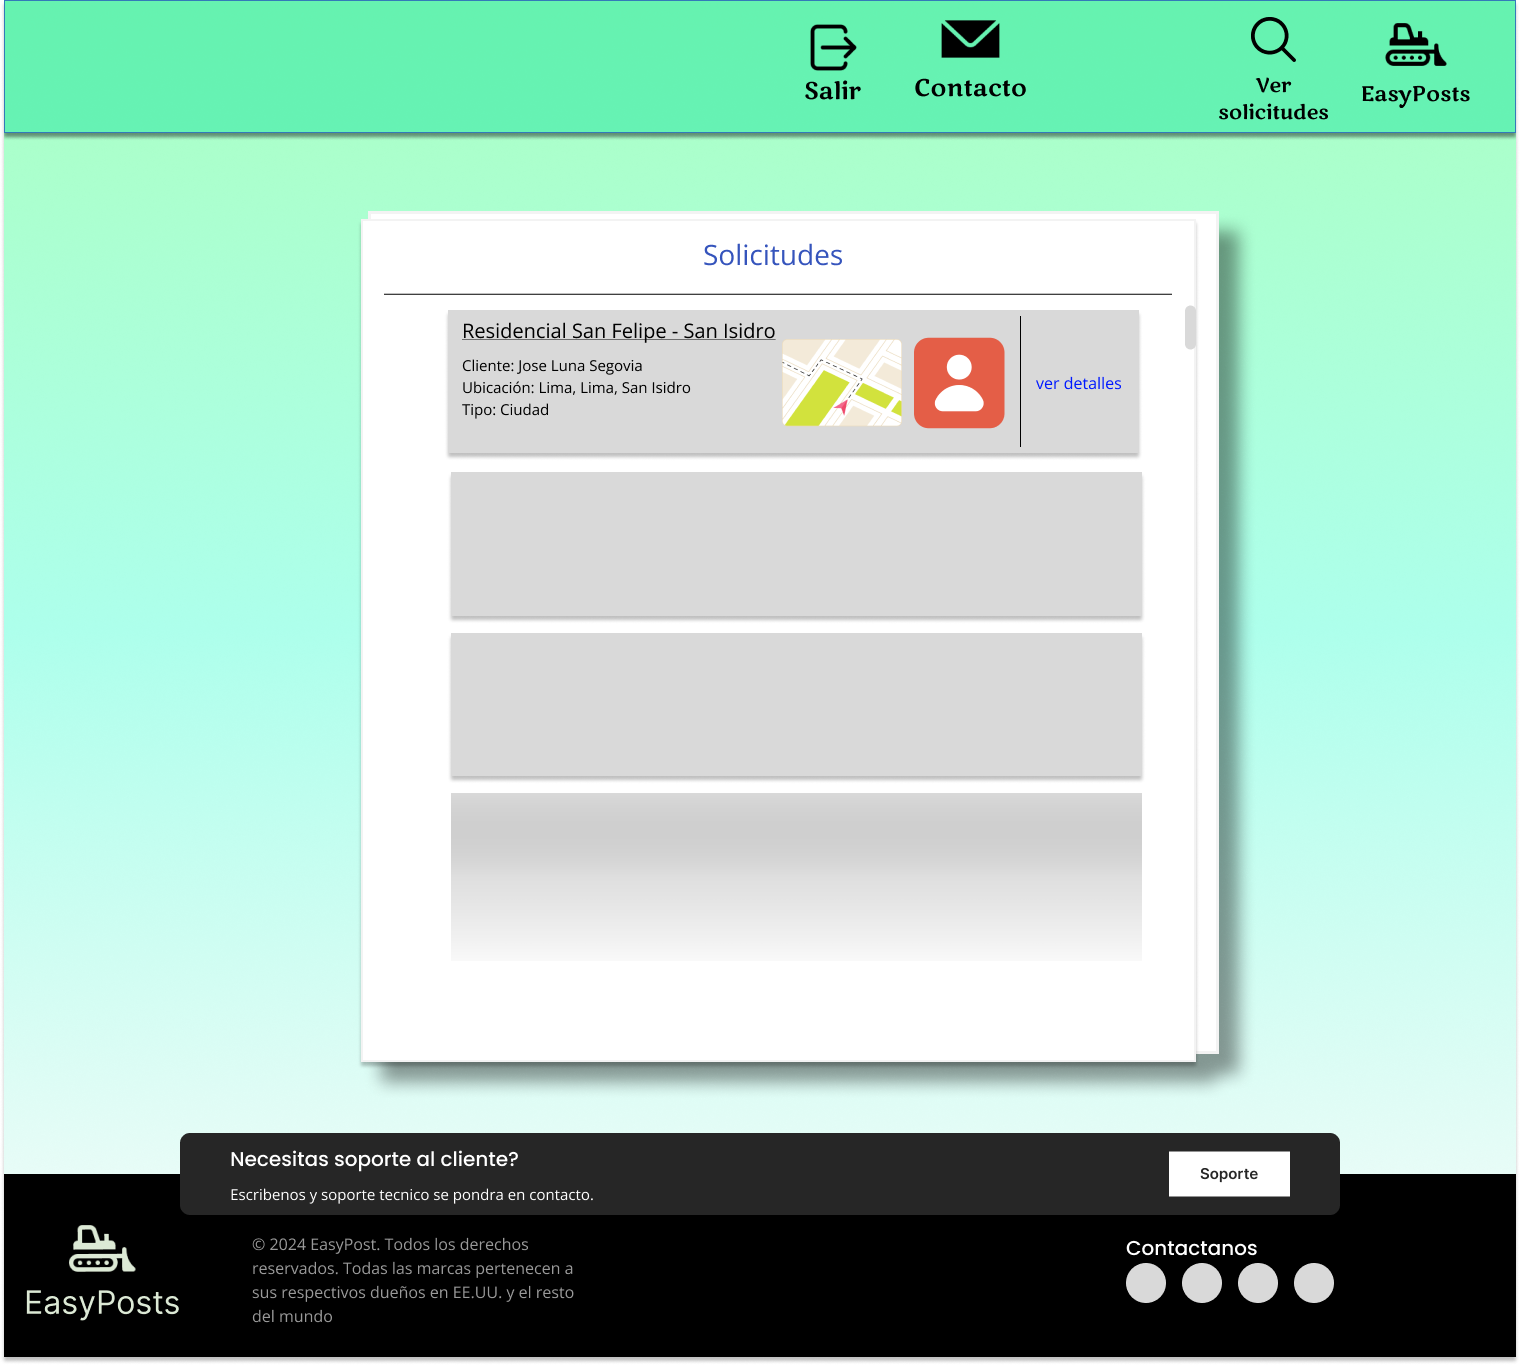 Salir
Contacto
Ver
solicitudes
EasyPosts
Solicitudes
Residencial San Felipe - San Isidro
Cliente: Jose Luna Segovia
Ubicación: Lima, Lima, San Isidro
Tipo: Ciudad
ver detalles
Necesitas soporte al cliente?
Escribenos y soporte tecnico se pondra en contacto.
Soporte
EasyPosts
© 2024 EasyPost. Todos los derechos
reservados. Todas las marcas pertenecen a
sus respectivos dueños en EE.UU. y el resto
del mundo
Contactanos